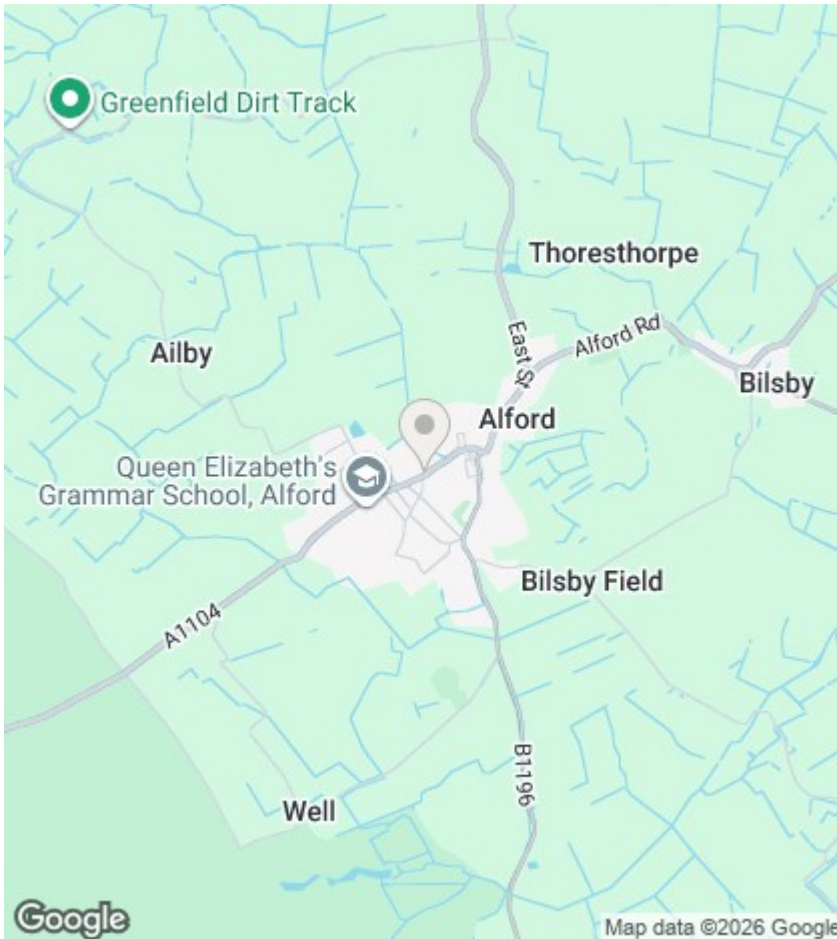 Greenfield Dirt Track
Thoresthorpe
East St
Alford Rd
Ailby
Bilsby
Alford
Queen Elizabeth's
Grammar School, Alford
Bilsby Field
A1104
B1196
Well
Google
Map data ©2026 Google